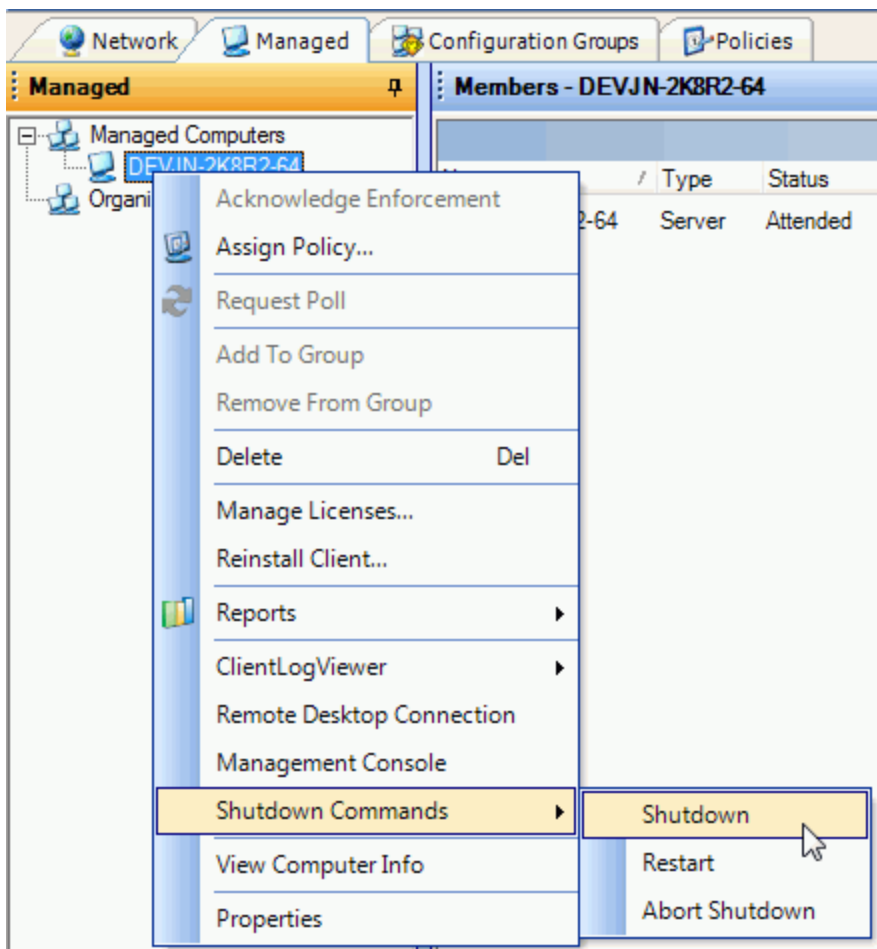 Network Managed Configuration Groups Policies
Managed Members - DEVJN-2K8R2-64
Managed Computers
DEVJN-2K8R2-64
Type Status
Organi
2-64 Server Attended
Acknowledge Enforcement
Assign Policy...
Request Poll
Add To Group
Remove From Group
Delete Del
Manage Licenses...
Reinstall Client...
Reports
ClientLogViewer
Remote Desktop Connection
Management Console
Shutdown Commands
Shutdown
Restart
Abort Shutdown
View Computer Info
Properties